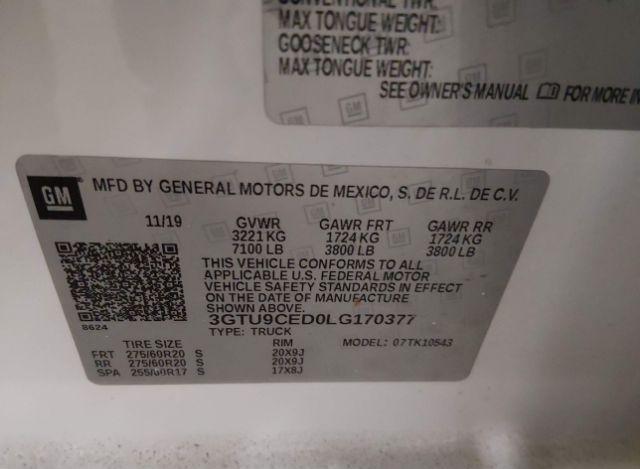 CONVENTIONAL TWR:
MAX TONGUE WEIGHT:
GOOSENECK TWR:
MAX TONGUE WEIGHT:
SEE OWNER'S MANUAL FOR MORE IN
GM
GM MFD BY GENERAL MOTORS DE MEXICO, S. DE R.L. DE C.V.
11/19 GVWR GAWR FRT GAWR RR
3221 KG 1724 KG 1724 KG
7100 LB 3800 LB 3800 LB
THIS VEHICLE CONFORMS TO ALL
APPLICABLE U.S. FEDERAL MOTOR
VEHICLE SAFETY STANDARDS IN EFFECT
ON THE DATE OF MANUFACTURE
SHOWN ABOVE.
8624 3GTU9CED0LG170377
TYPE: TRUCK
TIRE SIZE RIM MODEL: 07TK10543
FRT 275/60R20 S 20X9J
RR 275/60R20 S 20X9J
SPA 255/80R17 S 17X8J